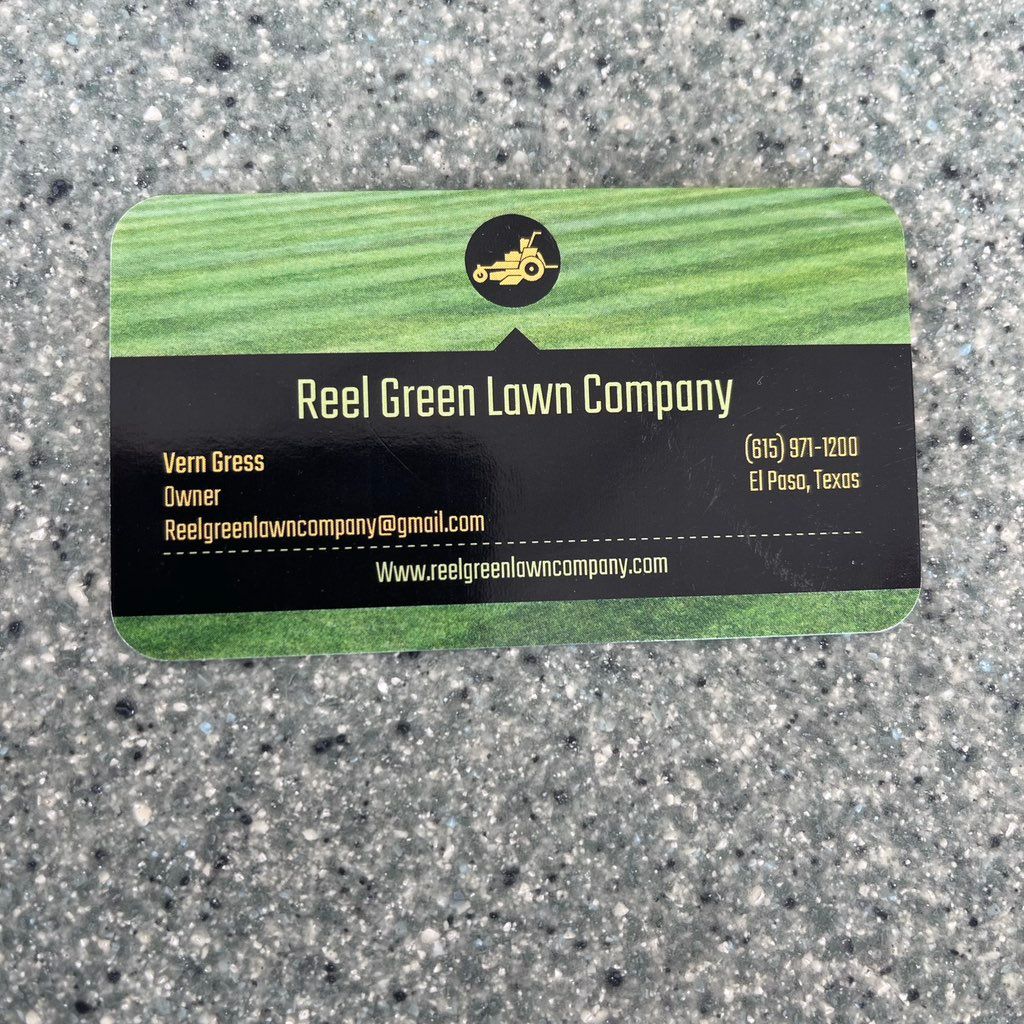 Reel Green Lawn Company
Vern Gress
Owner
Reelgreenlawncompany@gmail.com
(615) 971-1200
El Paso, Texas
Www.reelgreenlawncompany.com